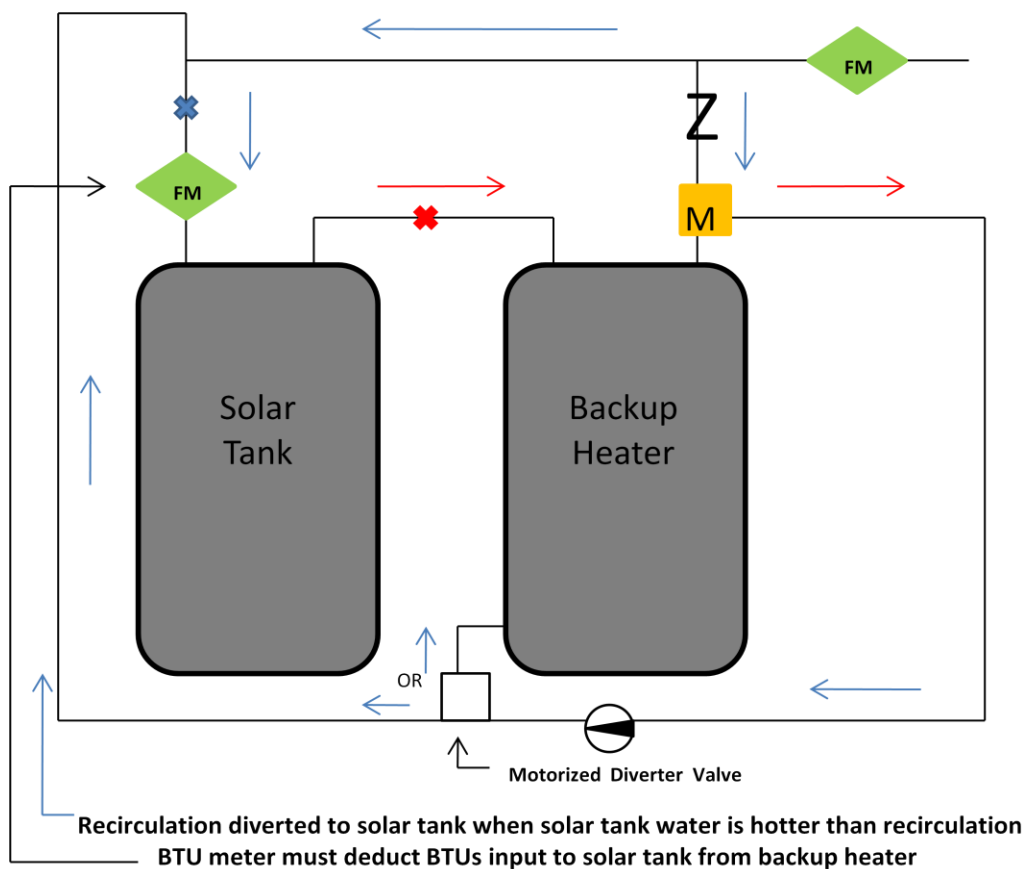 FM
FM
M
Solar
Tank
Backup
Heater
OR
Motorized Diverter Valve
Recirculation diverted to solar tank when solar tank water is hotter than recirculation
BTU meter must deduct BTUs input to solar tank from backup heater